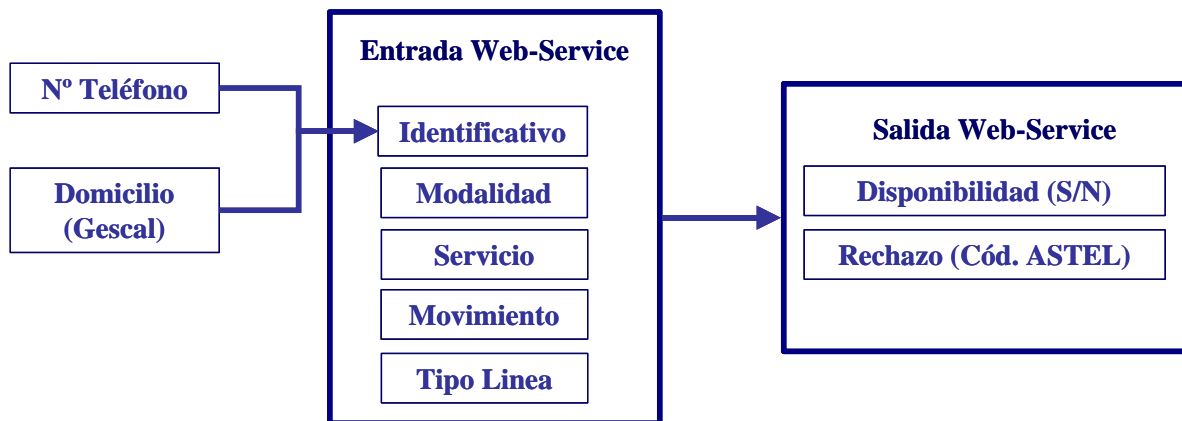 Nº Teléfono
Domicilio
(Gescal)
Entrada Web-Service
Identificativo
Modalidad
Servicio
Movimiento
Tipo Linea
Salida Web-Service
Disponibilidad (S/N)
Rechazo (Cód. ASTEL)